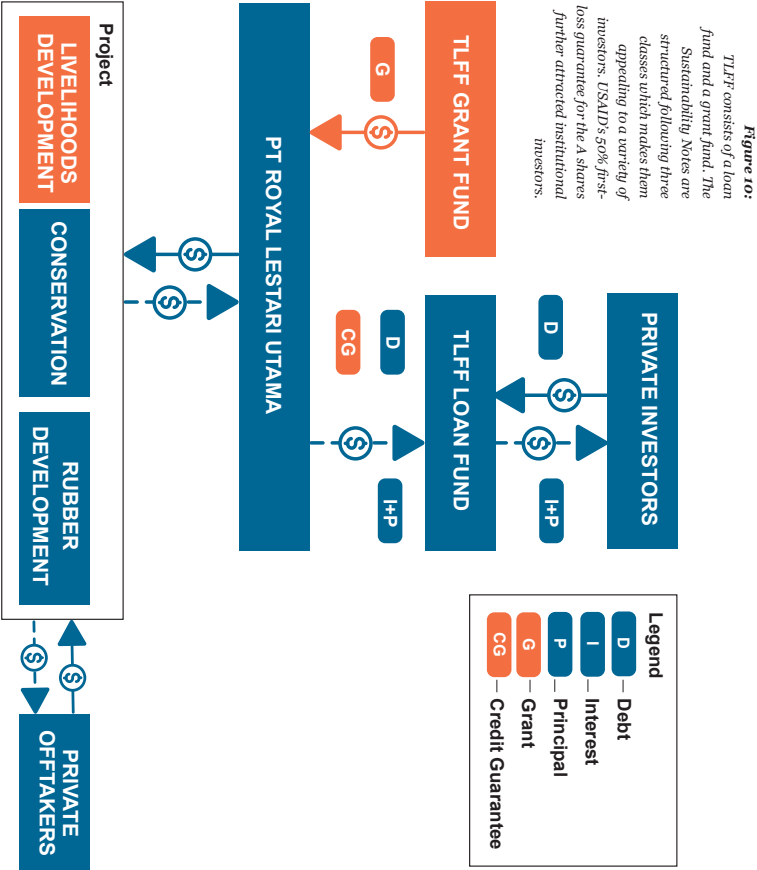 Figure 10:
TLFF consists of a loan
fund and a grant fund. The
Sustainability Notes are
structured following three
classes which makes them
appealing to a variety of
investors. USAID's 50% first-
loss guarantee for the A shares
further attracted institutional
investors.
PRIVATE INVESTORS
D
$
$
I+P
TLFF GRANT FUND
TLFF LOAN FUND
G
$
D
CG
$
I+P
PT ROYAL LESTARI UTAMA
$
$
Project
LIVELIHOODS
DEVELOPMENT
CONSERVATION
RUBBER
DEVELOPMENT
$
$
PRIVATE
OFFTAKERS
Legend
D — Debt
I — Interest
P — Principal
G — Grant
CG — Credit Guarantee